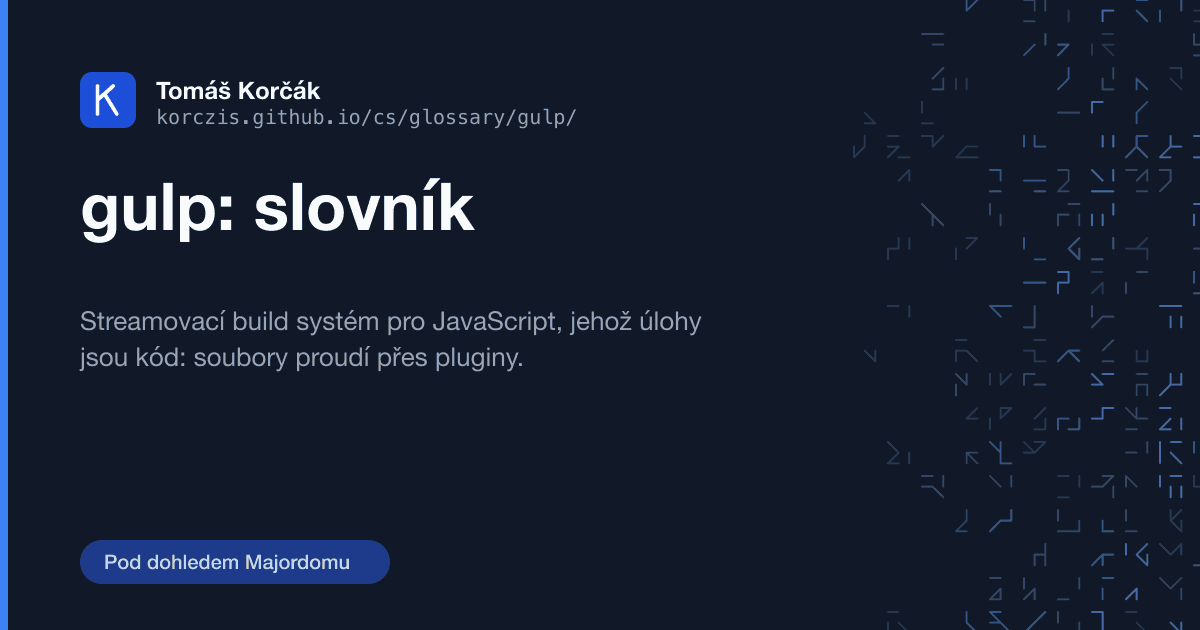 K
Tomáš Korčák
korczis.github.io/cs/glossary/gulp/
gulp: slovník
Streamovací build systém pro JavaScript, jehož úlohy
jsou kód: soubory proudí přes pluginy.
Pod dohledem Majordomu